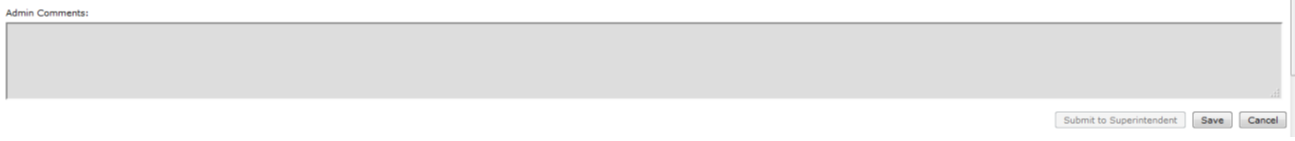 Admin Comments:
Submit to Superintendent Save Cancel